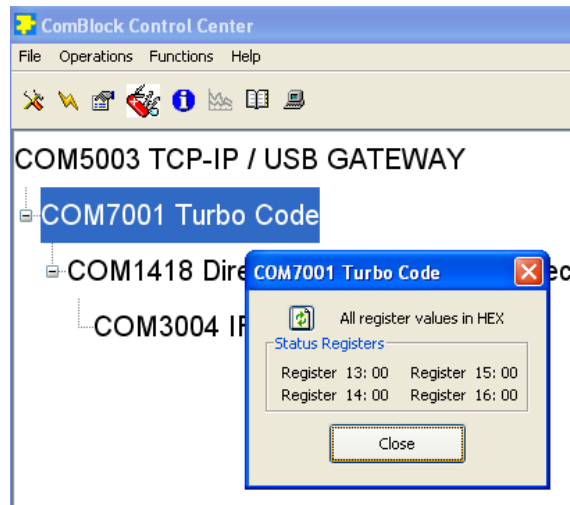 ComBlock Control Center
File Operations Functions Help
COM5003 TCP-IP / USB GATEWAY
COM7001 Turbo Code
COM1418 Dire
COM7001 Turbo Code
ec
COM3004 IF
All register values in HEX
Status Registers
Register 13: 00 Register 15: 00
Register 14: 00 Register 16: 00
Close